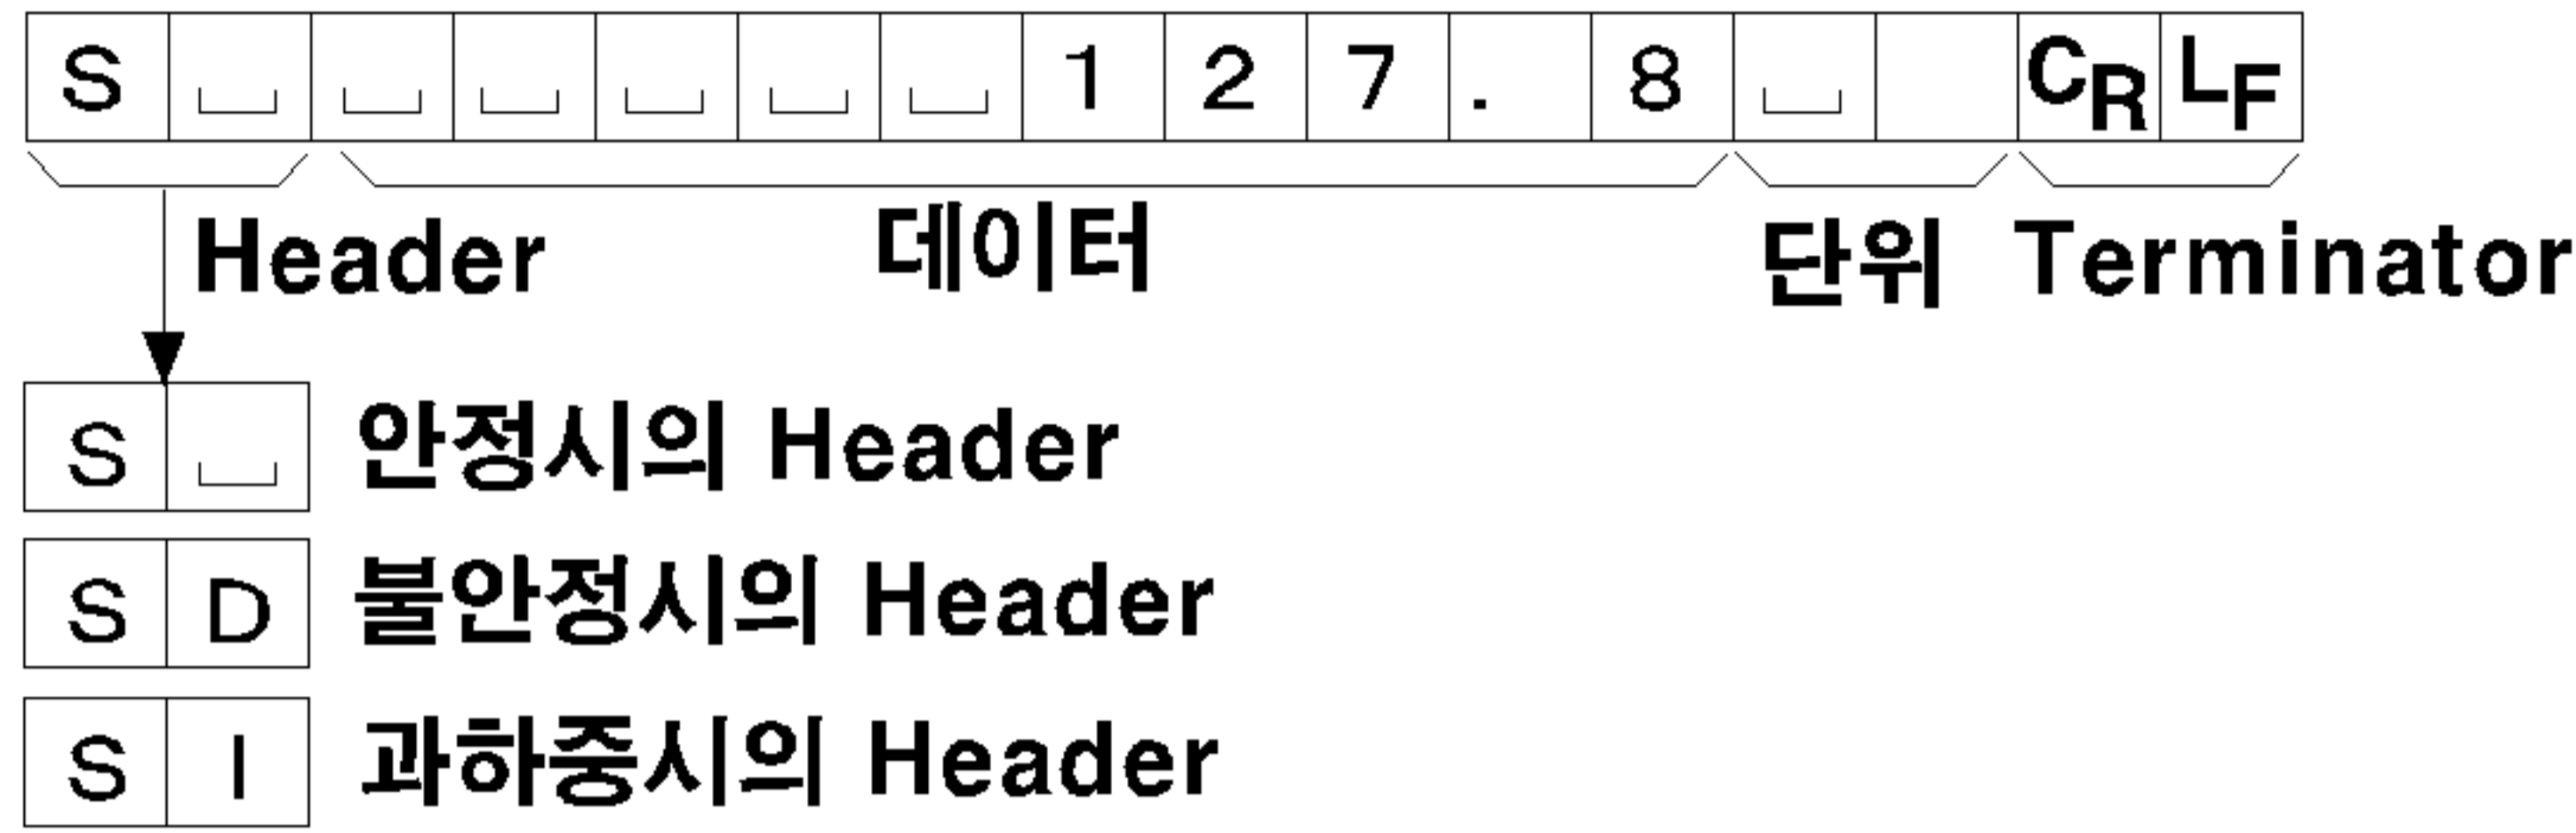 S ␣ ␣ ␣ ␣ ␣ ␣ 1 2 7 . 8 ␣ CR LF
Header 데이터 단위 Terminator
S ␣ 안정시의 Header
S D 불안정시의 Header
S I 과하중시의 Header